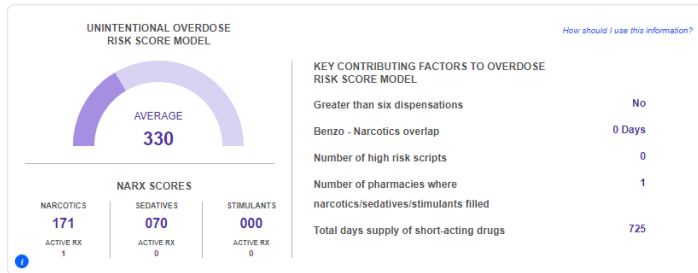 UNINTENTIONAL OVERDOSE
RISK SCORE MODEL
AVERAGE
330
NARX SCORES
NARCOTICS
171
ACTIVE RX
1
SEDATIVES
070
ACTIVE RX
0
STIMULANTS
000
ACTIVE RX
0
i
How should I use this information?
KEY CONTRIBUTING FACTORS TO OVERDOSE
RISK SCORE MODEL
Greater than six dispensations No
Benzo - Narcotics overlap 0 Days
Number of high risk scripts 0
Number of pharmacies where 1
narcotics/sedatives/stimulants filled
Total days supply of short-acting drugs 725